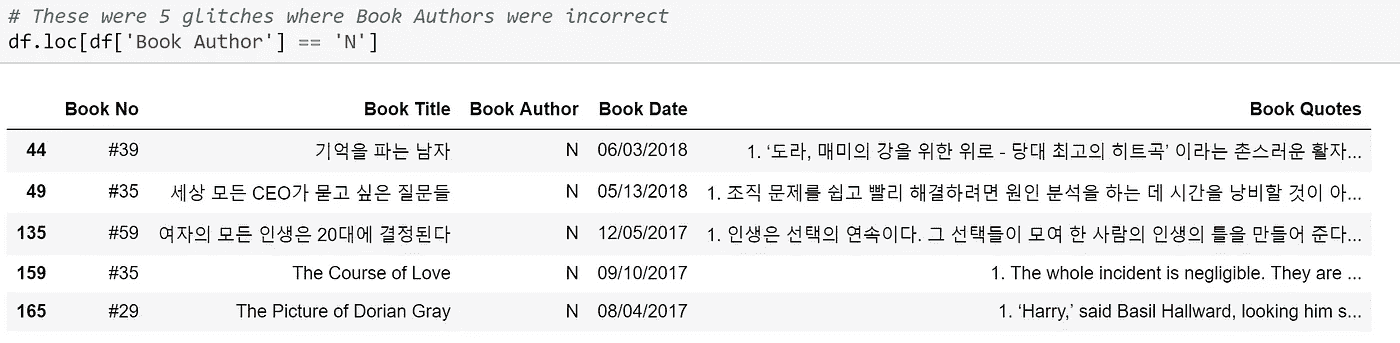 # These were 5 glitches where Book Authors were incorrect
df.loc[df['Book Author'] == 'N']
Book No Book Title Book Author Book Date Book Quotes
44 #39 기억을 파는 남자 N 06/03/2018 1. ‘도라, 매미의 강을 위한 위로 - 당대 최고의 히트곡’ 이라는 촌스러운 활자...
49 #35 세상 모든 CEO가 묻고 싶은 질문들 N 05/13/2018 1. 조직 문제를 쉽고 빨리 해결하려면 원인 분석을 하는 데 시간을 낭비할 것이 아...
135 #59 여자의 모든 인생은 20대에 결정된다 N 12/05/2017 1. 인생은 선택의 연속이다. 그 선택들이 모여 한 사람의 인생의 틀을 만들어 준다...
159 #35 The Course of Love N 09/10/2017 1. The whole incident is negligible. They are ...
165 #29 The Picture of Dorian Gray N 08/04/2017 1. ‘Harry,’ said Basil Hallward, looking him s...